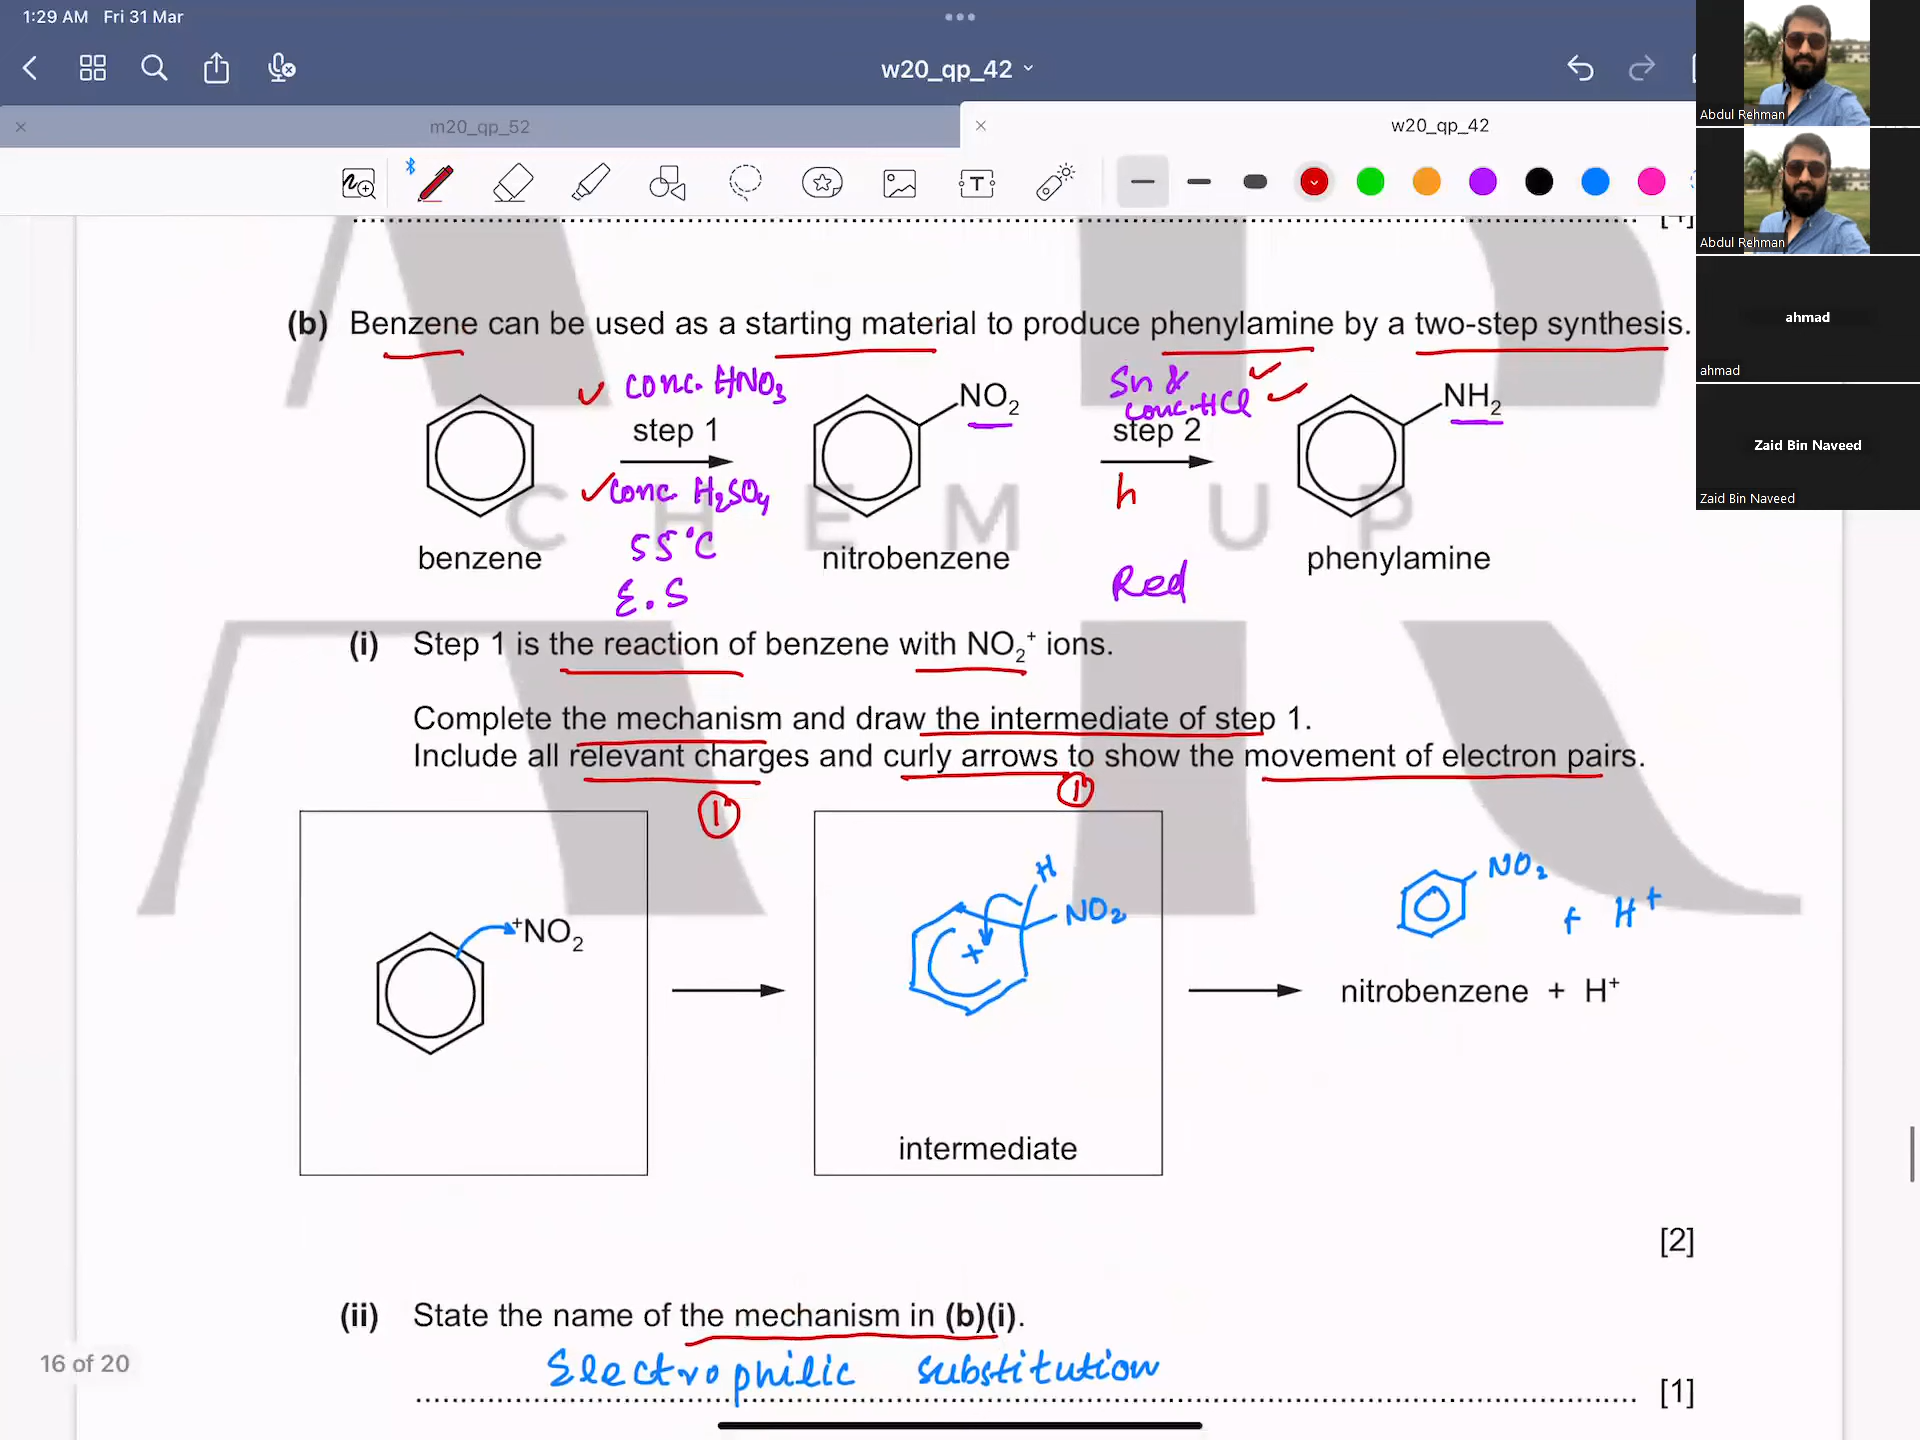 1:29 AM Fri 31 Mar
w20_qp_42
m20_qp_52
w20_qp_42
Abdul Rehman
Abdul Rehman
ahmad
ahmad
Zaid Bin Naveed
Zaid Bin Naveed
(b) Benzene can be used as a starting material to produce phenylamine by a two-step synthesis.
conc. HNO3
Sn &
conc. HCl
NO2
NH2
step 1
step 2
conc. H2SO4
h
CHEM UP
55°C
benzene
nitrobenzene
phenylamine
E.S
Red
(i) Step 1 is the reaction of benzene with NO2+ ions.
Complete the mechanism and draw the intermediate of step 1.
Include all relevant charges and curly arrows to show the movement of electron pairs.
1
1
H
NO2
NO2
+ H+
+NO2
+
nitrobenzene + H+
intermediate
[2]
(ii) State the name of the mechanism in (b)(i).
Electrophilic substitution
[1]
16 of 20